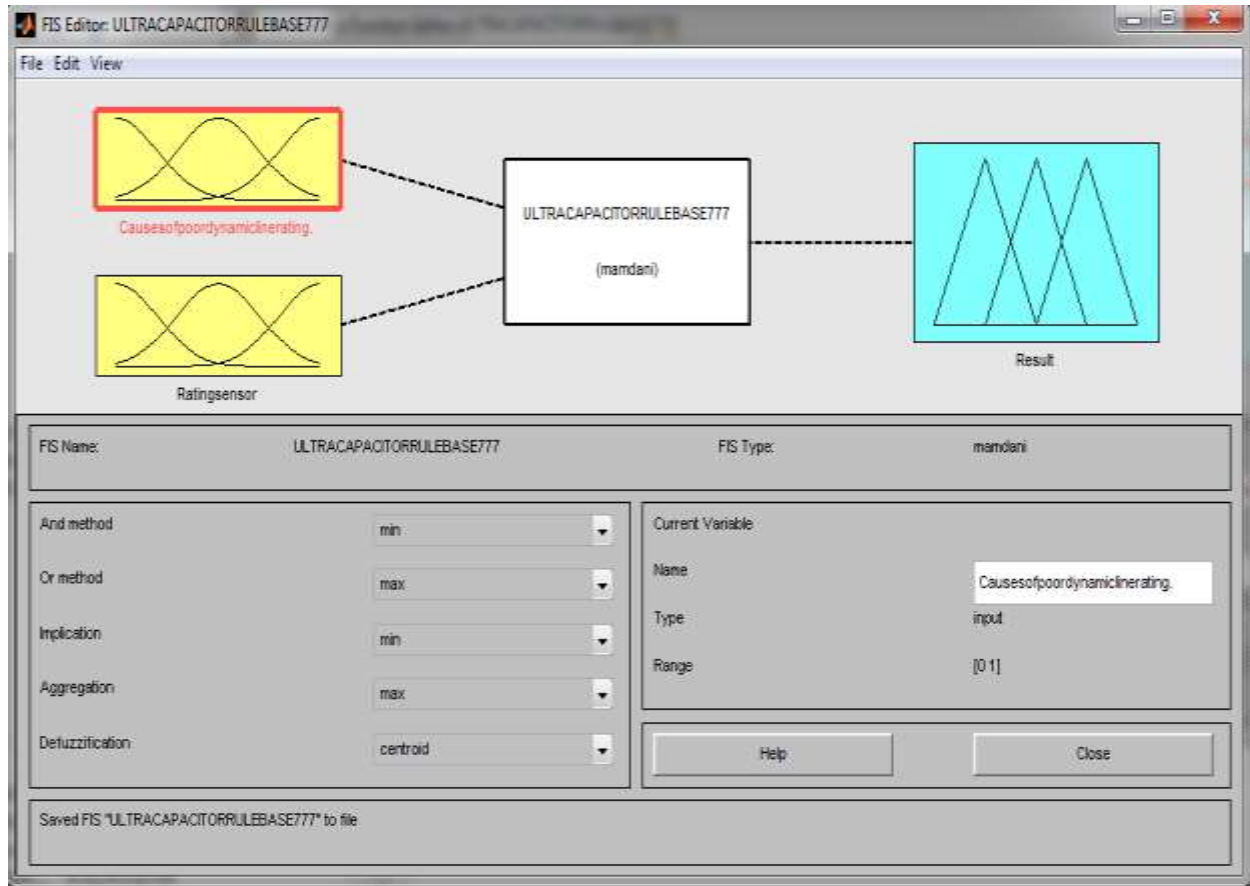 FIS Editor: ULTRACAPACITORRULEBASE777
File Edit View
Causesofpoordynamiclinerating.
ULTRACAPACITORRULEBASE777
(mamdani)
Result
Ratingsensor
FIS Name: ULTRACAPACITORRULEBASE777 FIS Type: mamdani
And method min
Or method max
Implication min
Aggregation max
Defuzzification centroid
Current Variable
Name Causesofpoordynamiclinerating.
Type input
Range [0 1]
Help Close
Saved FIS "ULTRACAPACITORRULEBASE777" to file